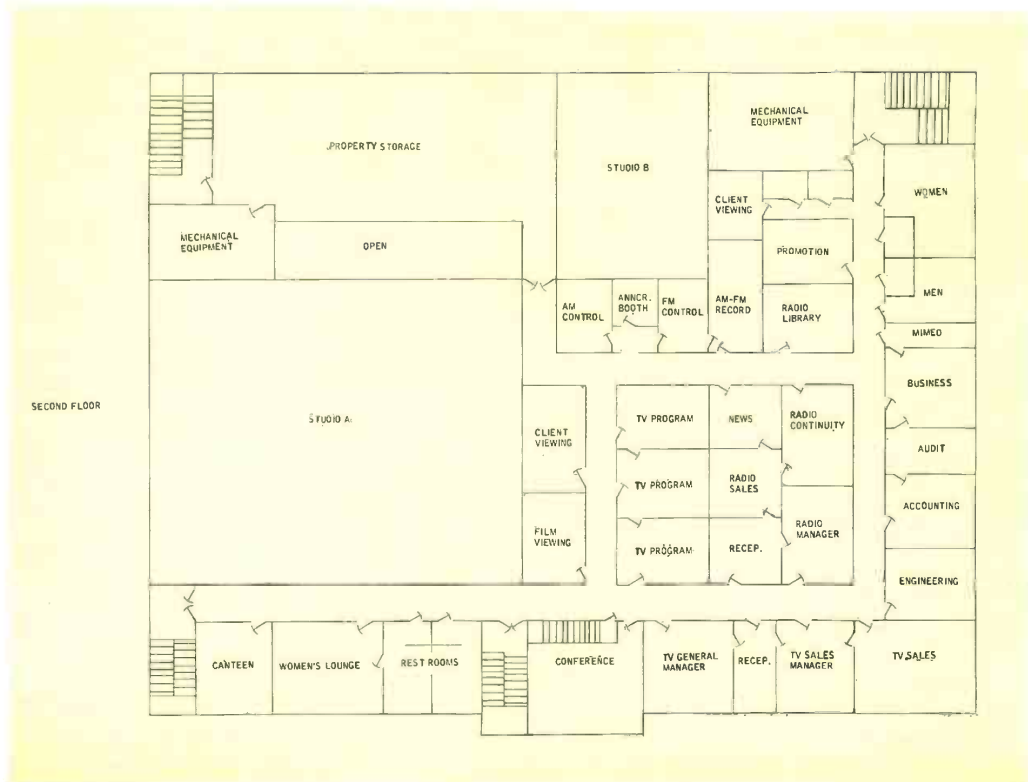 MECHANICAL
EQUIPMENT
PROPERTY STORAGE
STUDIO B
CLIENT
VIEWING
WOMEN
MECHANICAL
EQUIPMENT
OPEN
PROMOTION
AM
CONTROL
ANNCR.
BOOTH
FM
CONTROL
AM-FM
RECORD
RADIO
LIBRARY
MEN
MIMEO
BUSINESS
SECOND FLOOR
STUDIO A
CLIENT
VIEWING
TV PROGRAM
NEWS
RADIO
CONTINUITY
AUDIT
TV PROGRAM
RADIO
SALES
ACCOUNTING
FILM
VIEWING
TV PROGRAM
RECEP.
RADIO
MANAGER
ENGINEERING
CANTEEN
WOMEN'S LOUNGE
REST ROOMS
CONFERENCE
TV GENERAL
MANAGER
RECEP.
TV SALES
MANAGER
TV SALES